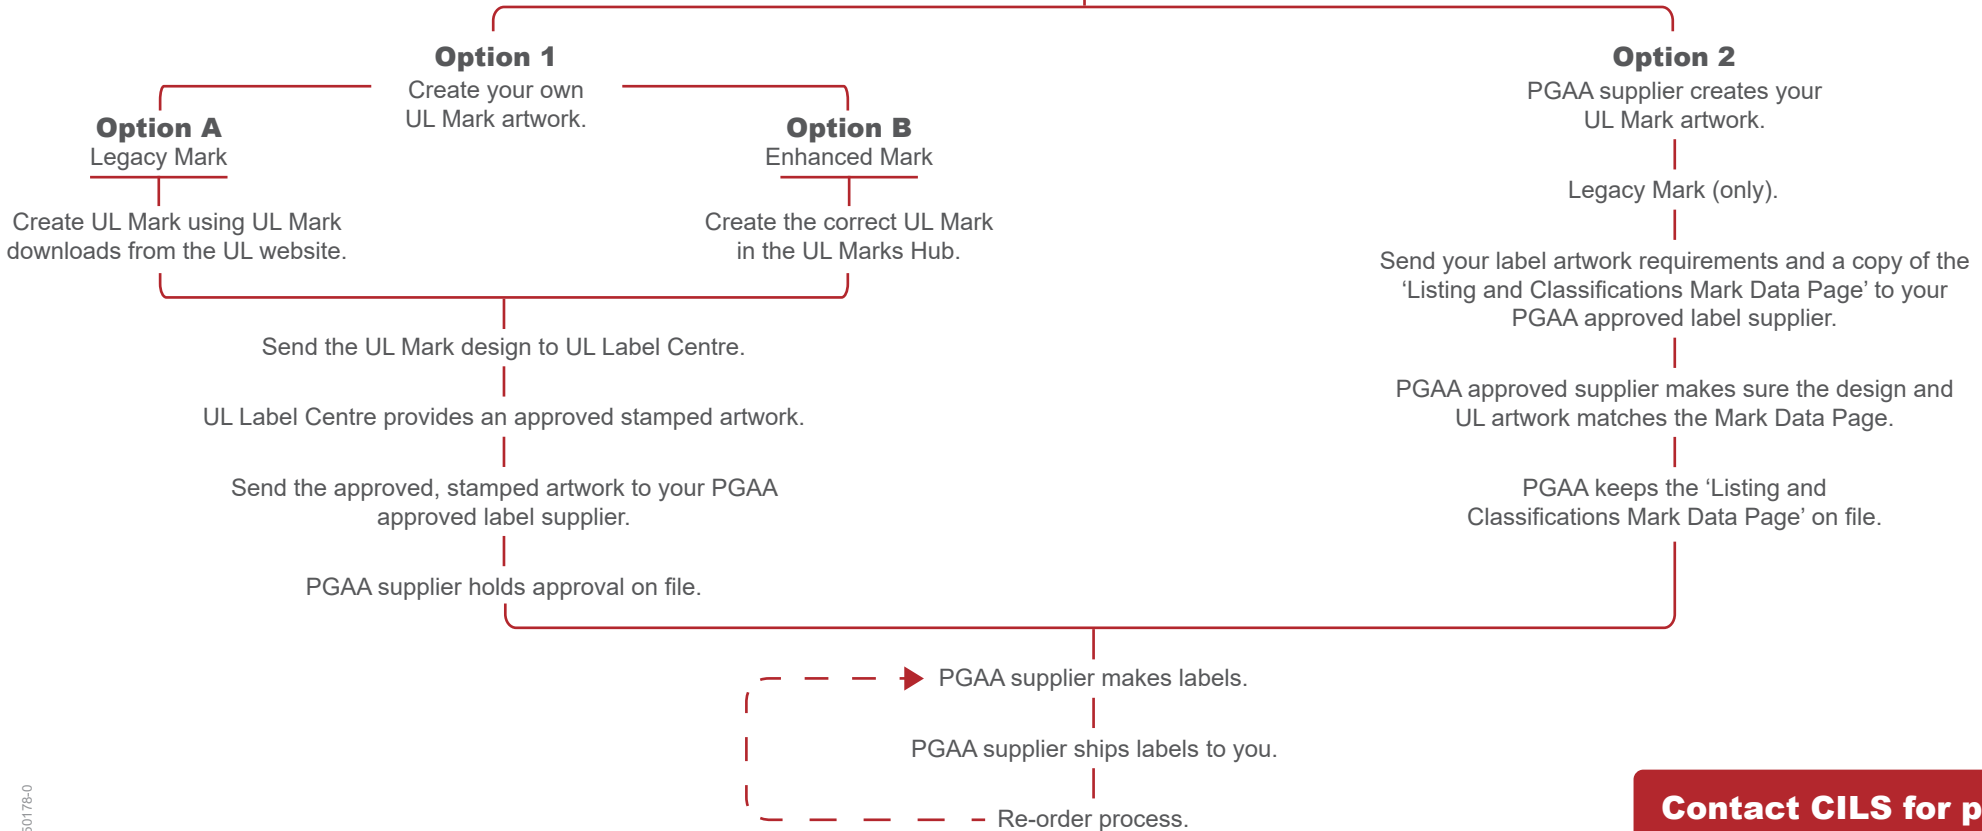 Option 1
Create your own
UL Mark artwork.
Option A
Legacy Mark
Create UL Mark using UL Mark
downloads from the UL website.
Option B
Enhanced Mark
Create the correct UL Mark
in the UL Marks Hub.
Send the UL Mark design to UL Label Centre.
UL Label Centre provides an approved stamped artwork.
Send the approved, stamped artwork to your PGAA
approved label supplier.
PGAA supplier holds approval on file.
Option 2
PGAA supplier creates your
UL Mark artwork.
Legacy Mark (only).
Send your label artwork requirements and a copy of the
‘Listing and Classifications Mark Data Page’ to your
PGAA approved label supplier.
PGAA approved supplier makes sure the design and
UL artwork matches the Mark Data Page.
PGAA keeps the ‘Listing and
Classifications Mark Data Page’ on file.
PGAA supplier makes labels.
PGAA supplier ships labels to you.
Re-order process.
50178-0
Contact CILS for p